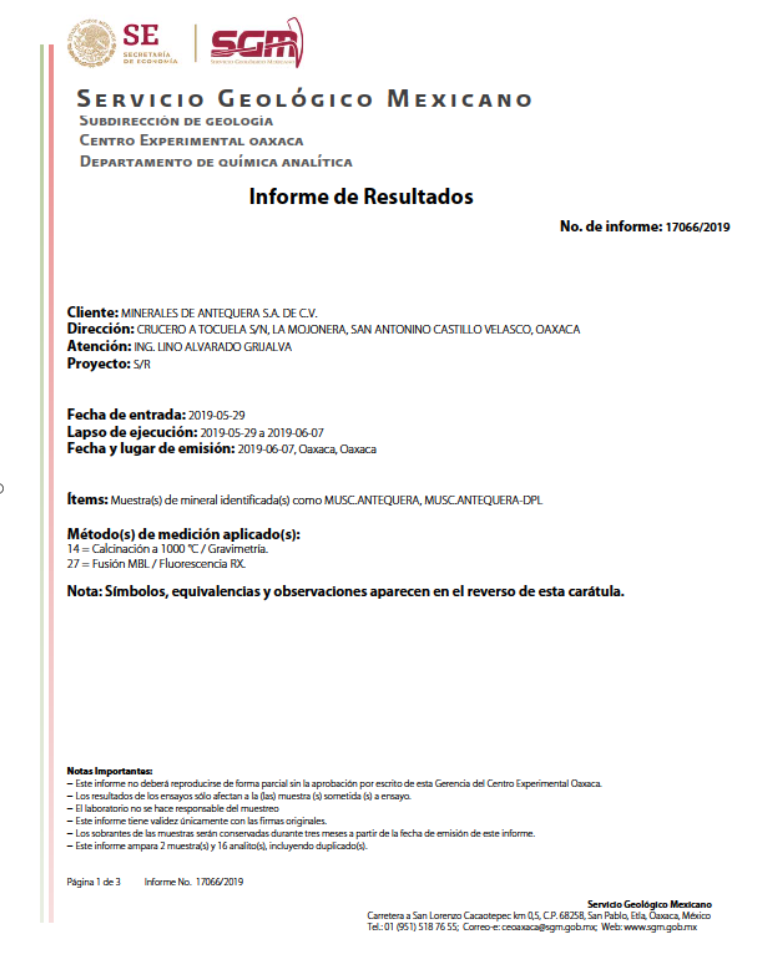 SE
SECRETARÍA
DE ECONOMÍA
SGM
SERVICIO GEOLÓGICO MEXICANO
SERVICIO GEOLÓGICO MEXICANO
SUBDIRECCIÓN DE GEOLOGÍA
CENTRO EXPERIMENTAL OAXACA
DEPARTAMENTO DE QUÍMICA ANALÍTICA
Informe de Resultados
No. de informe: 17066/2019
Cliente: MINERALES DE ANTEQUERA S.A. DE C.V.
Dirección: CRUCERO A TOCUELA S/N, LA MOJONERA, SAN ANTONINO CASTILLO VELASCO, OAXACA
Atención: ING. LINO ALVARADO GRIJALVA
Proyecto: S/R
Fecha de entrada: 2019-05-29
Lapso de ejecución: 2019-05-29 a 2019-06-07
Fecha y lugar de emisión: 2019-06-07, Oaxaca, Oaxaca
Ítems: Muestra(s) de mineral identificada(s) como MUSC.ANTEQUERA, MUSC.ANTEQUERA-DPL
Método(s) de medición aplicado(s):
14 = Calcinación a 1000 °C / Gravimetría.
27 = Fusión MBL / Fluorescencia RX.
Nota: Símbolos, equivalencias y observaciones aparecen en el reverso de esta carátula.
Notas Importantes:
– Este informe no deberá reproducirse de forma parcial sin la aprobación por escrito de esta Gerencia del Centro Experimental Oaxaca.
– Los resultados de los ensayos sólo afectan a la (las) muestra (s) sometida (s) a ensayo.
– El laboratorio no se hace responsable del muestreo
– Este informe tiene validez únicamente con las firmas originales.
– Los sobrantes de las muestras serán conservadas durante tres meses a partir de la fecha de emisión de este informe.
– Este informe ampara 2 muestra(s) y 16 analito(s), incluyendo duplicado(s).
Página 1 de 3 Informe No. 17066/2019
Servicio Geológico Mexicano
Carretera a San Lorenzo Cacaotepec km 0,5, C.P. 68258, San Pablo, Etla, Oaxaca, México
Tel.: 01 (951) 518 76 55; Correo-e: ceoaxaca@sgm.gob.mx; Web: www.sgm.gob.mx